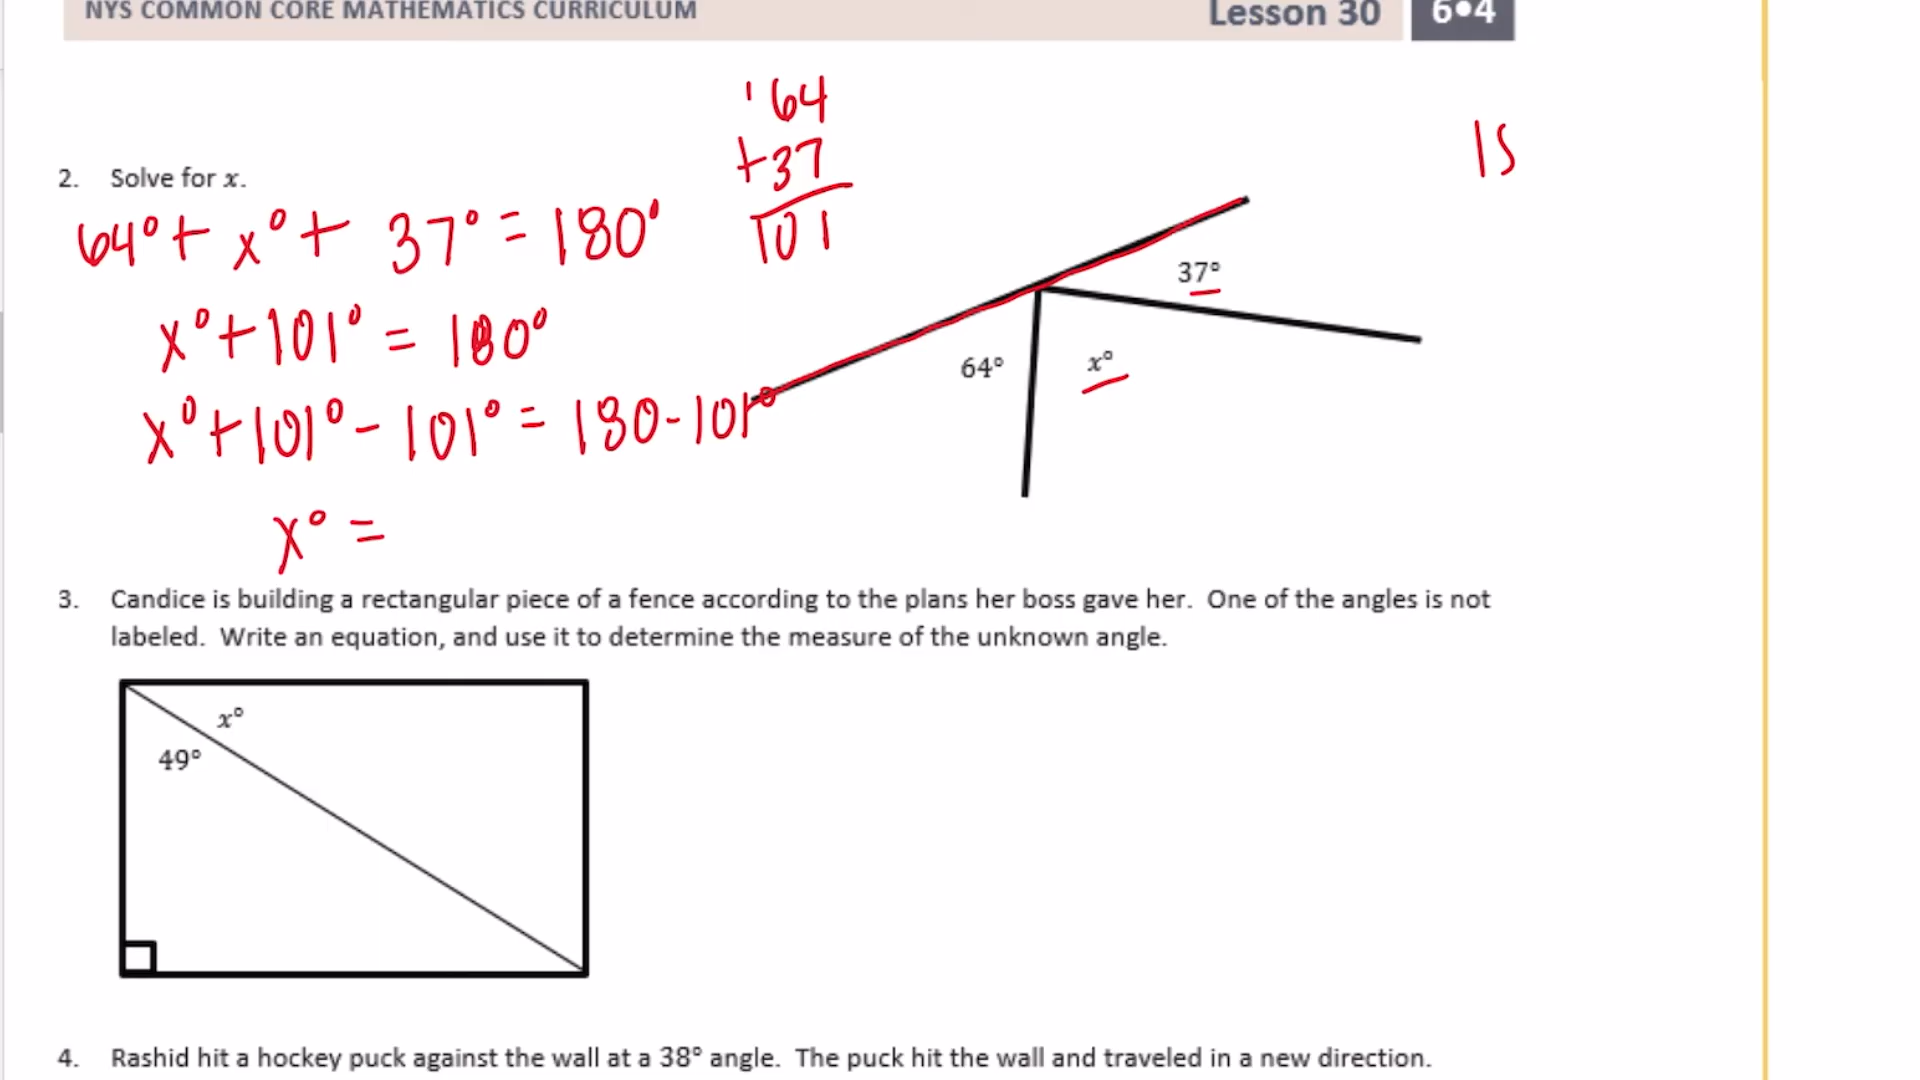 NYS COMMON CORE MATHEMATICS CURRICULUM Lesson 30 6•4
2. Solve for x.
64° + x° + 37° = 180°
x° + 101° = 180°
x° + 101° - 101° = 180 - 101°
x° =
1
64
+37
101
37°
64°
x°
3. Candice is building a rectangular piece of a fence according to the plans her boss gave her. One of the angles is not
labeled. Write an equation, and use it to determine the measure of the unknown angle.
x°
49°
4. Rashid hit a hockey puck against the wall at a 38° angle. The puck hit the wall and traveled in a new direction.